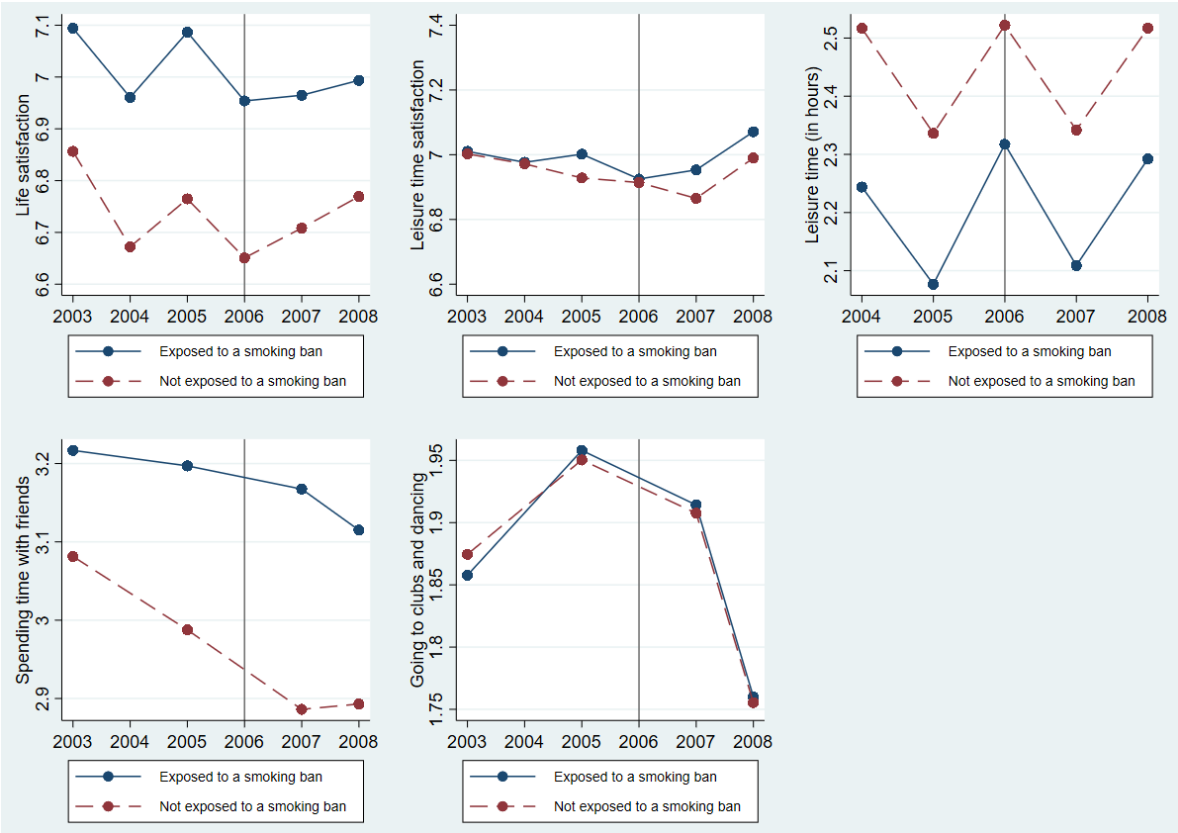 Life satisfaction
7.1
7
6.9
6.8
6.7
6.6
2003 2004 2005 2006 2007 2008
Exposed to a smoking ban
Not exposed to a smoking ban
Leisure time satisfaction
7.4
7.2
7
6.8
6.6
2003 2004 2005 2006 2007 2008
Exposed to a smoking ban
Not exposed to a smoking ban
Leisure time (in hours)
2.5
2.4
2.3
2.2
2.1
2004 2005 2006 2007 2008
Exposed to a smoking ban
Not exposed to a smoking ban
Spending time with friends
3.2
3.1
3
2.9
2003 2004 2005 2006 2007 2008
Exposed to a smoking ban
Not exposed to a smoking ban
Going to clubs and dancing
1.95
1.9
1.85
1.8
1.75
2003 2004 2005 2006 2007 2008
Exposed to a smoking ban
Not exposed to a smoking ban